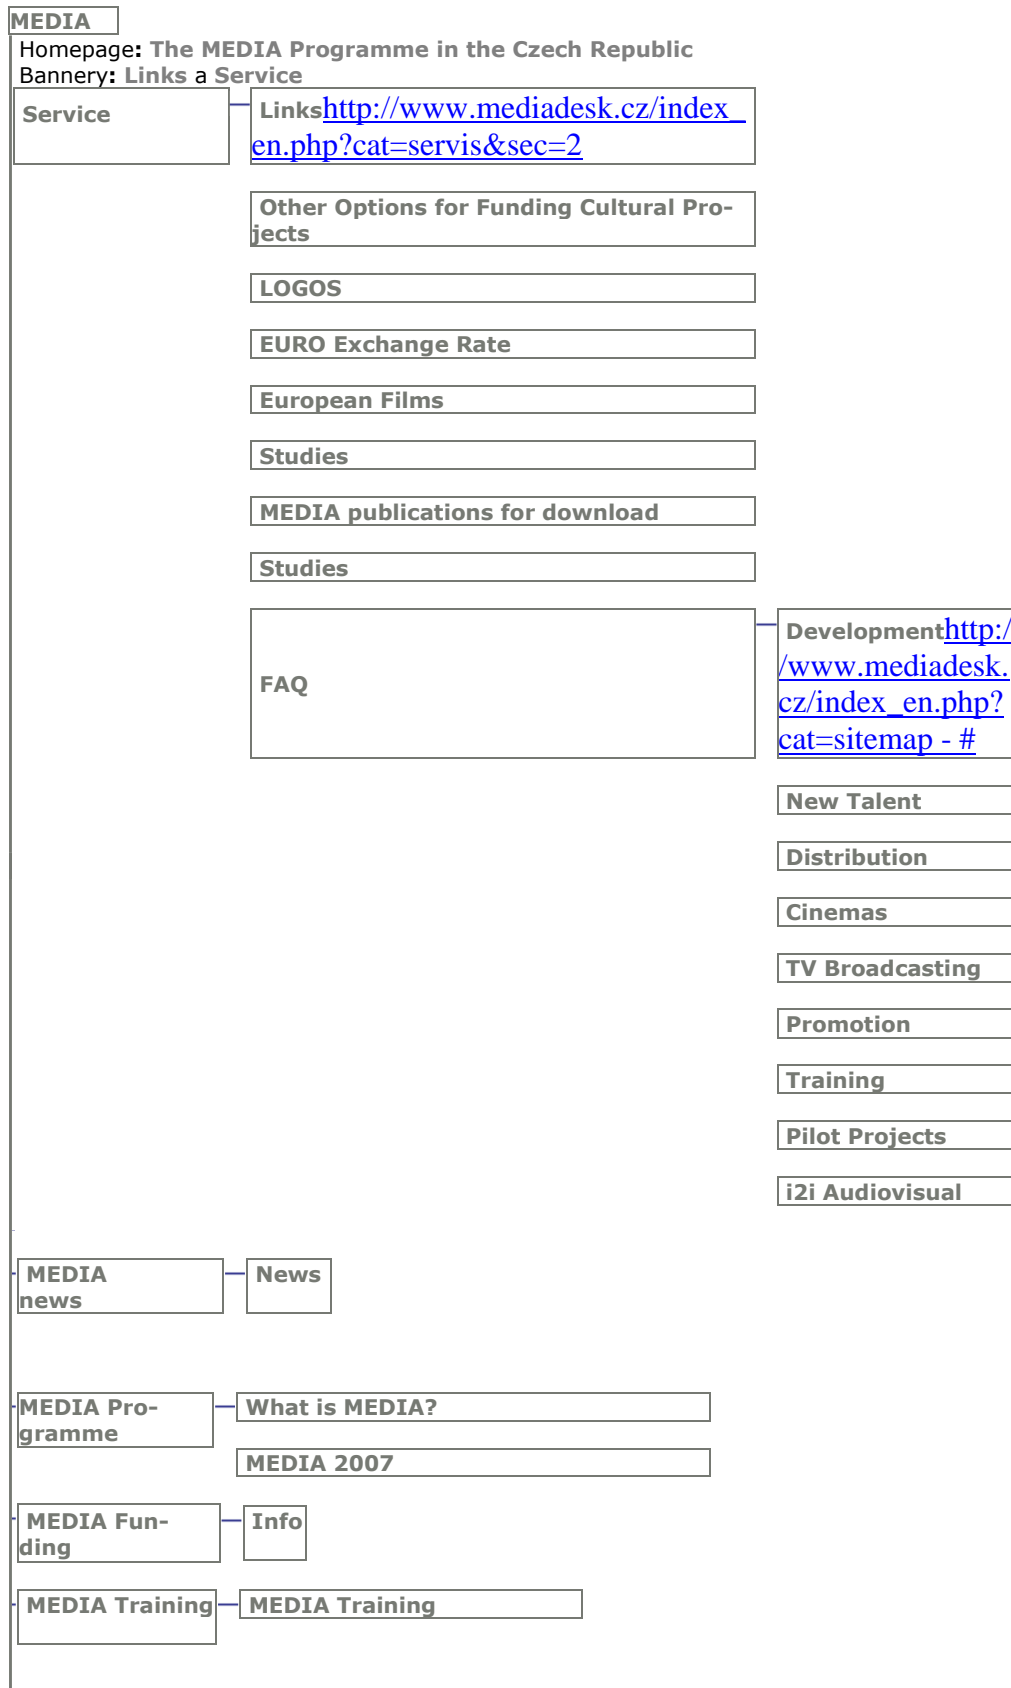 MEDIA
Homepage: The MEDIA Programme in the Czech Republic
Bannery: Links a Service
Service
Linkshttp://www.mediadesk.cz/index_
en.php?cat=servis&sec=2
Other Options for Funding Cultural Pro-
jects
LOGOS
EURO Exchange Rate
European Films
Studies
MEDIA publications for download
Studies
FAQ
Developmenthttp:/
/www.mediadesk.
cz/index_en.php?
cat=sitemap - #
New Talent
Distribution
Cinemas
TV Broadcasting
Promotion
Training
Pilot Projects
i2i Audiovisual
MEDIA
news
News
MEDIA Pro-
gramme
What is MEDIA?
MEDIA 2007
MEDIA Fun-
ding
Info
MEDIA Training
MEDIA Training